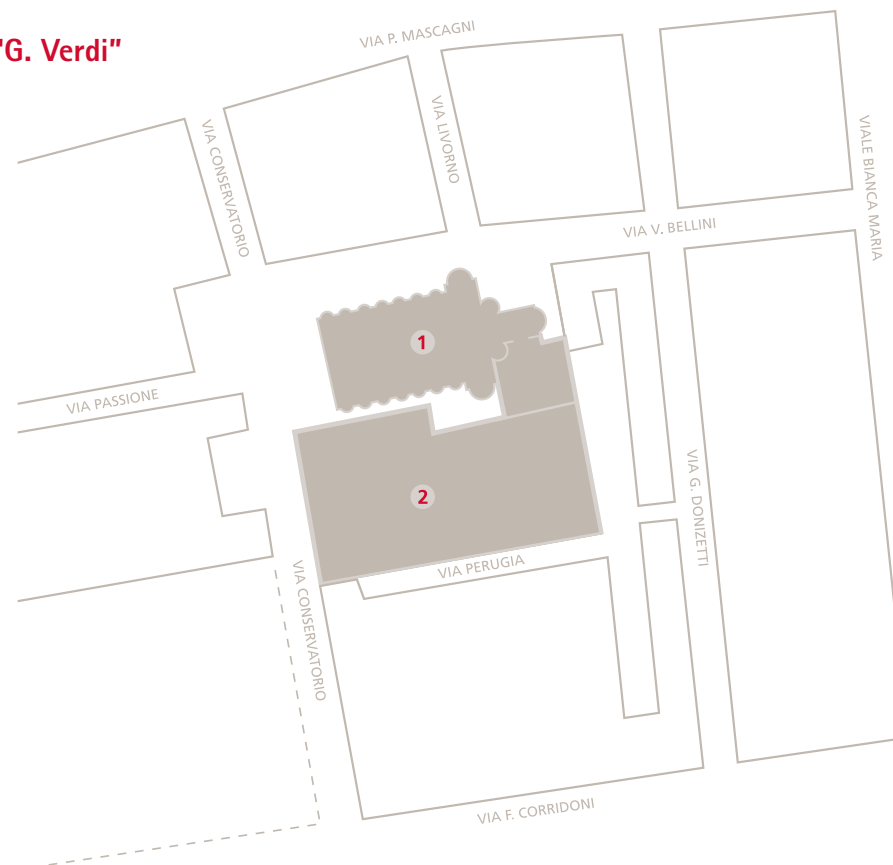 "G. Verdi"
VIA P. MASCAGNI
VIA LIVORNO
VIA CONSERVATORIO
VIALE BIANCA MARIA
VIA V. BELLINI
1
VIA PASSIONE
2
VIA G. DONIZETTI
VIA PERUGIA
VIA CONSERVATORIO
VIA F. CORRIDONI